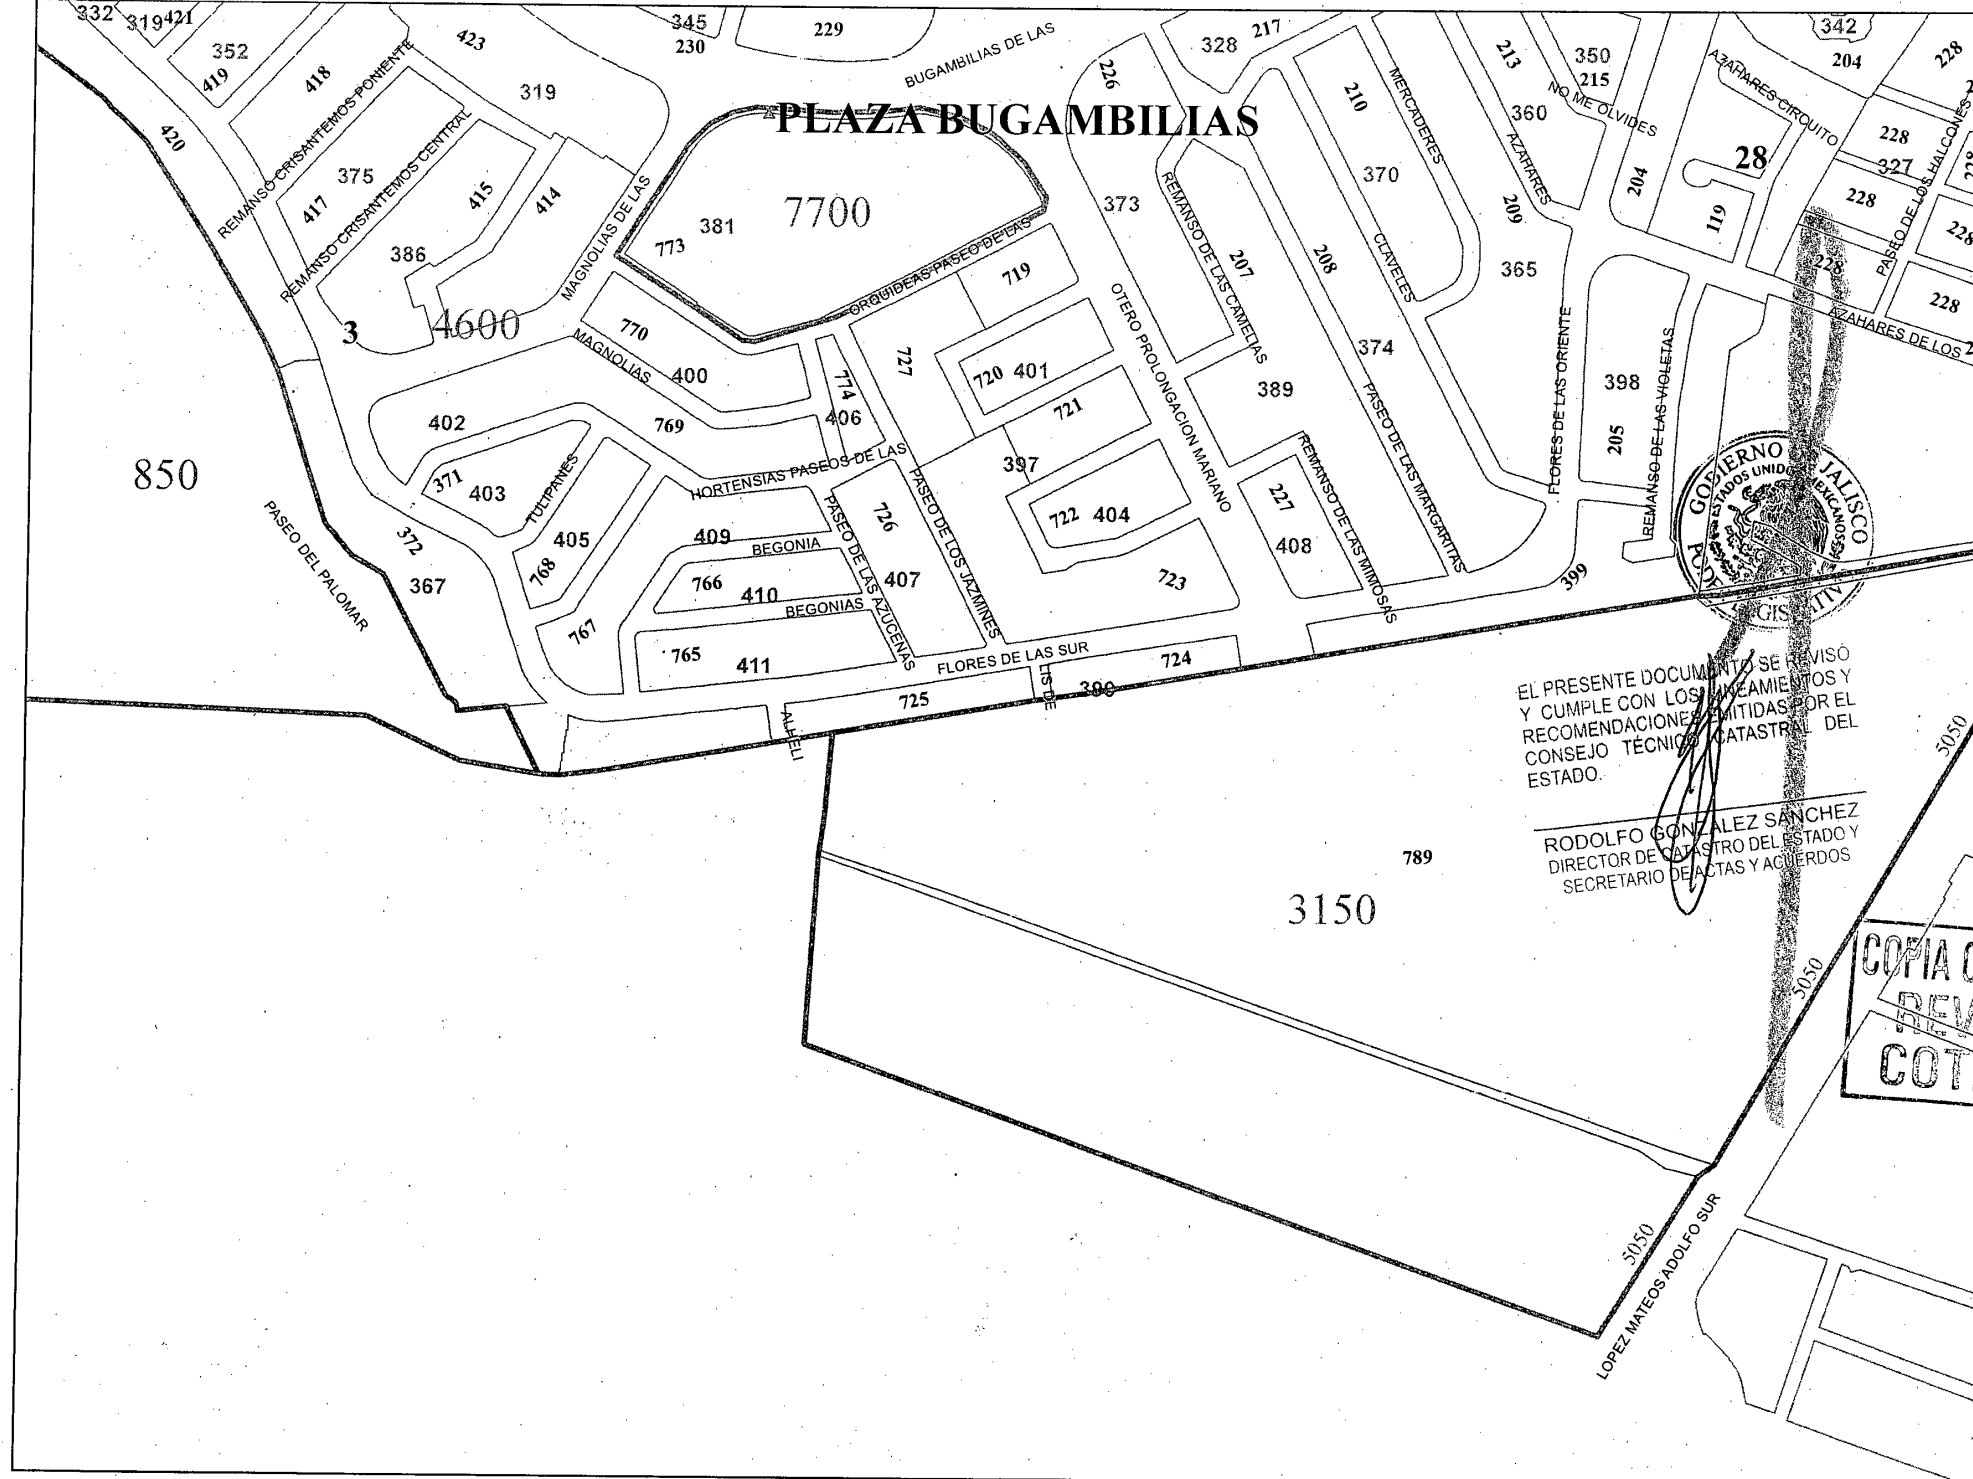 332
319
421
345
230
229
217
328
342
352
419
418
423
319
BUGAMBILIAS DE LAS
226
210
MERCADERES
213
350
215
NO ME OLVIDES
360
AZAHARES CIRCUITO
204
228
420
REMANSO CRISANTEMOS PONIENTE
REMANSO CRISANTEMOS CENTRAL
PLAZA BUGAMBILIAS
375
417
415
414
386
MAGNOLIAS DE LAS
773
381
7700
373
370
AZAHARES
209
204
28
119
228
327
228
228
228
228
PASEO DE LOS HALCONES
AZAHARES DE LOS
3
4600
ORQUIDEAS PASEO DE LAS
719
REMANSO DE LAS CAMELIAS
207
208
CLAVELES
365
770
MAGNOLIAS
400
774
406
727
720
401
721
OTERO PROLONGACION MARIANO
389
374
PASEO DE LAS MARGARITAS
FLORES DE LAS ORIENTE
398
205
REMANSO DE LAS VIOLETAS
402
769
371
403
TULIPANES
HORTENSIAS PASEOS DE LAS
397
850
PASEO DEL PALOMAR
372
367
405
768
767
409
BEGONIA
766
410
BEGONIAS
765
411
PASEO DE LAS AZUCENAS
726
407
PASEO DE LOS JAZMINES
722
404
723
227
408
REMANSO DE LAS MIMOSAS
399
FLORES DE LAS SUR
724
LIS DE
390
725
ALHELI
GOBIERNO DE JALISCO
ESTADOS UNIDOS MEXICANOS
EL PRESENTE DOCUMENTO SE REVISÓ
Y CUMPLE CON LOS LINEAMIENTOS Y
RECOMENDACIONES EMITIDAS POR EL
CONSEJO TÉCNICO CATASTRAL DEL
ESTADO.
RODOLFO GONZÁLEZ SÁNCHEZ
DIRECTOR DE CATASTRO DEL ESTADO Y
SECRETARIO DE ACTAS Y ACUERDOS
789
3150
5050
5050
5050
LOPEZ MATEOS ADOLFO SUR
COPIA
REV
COT